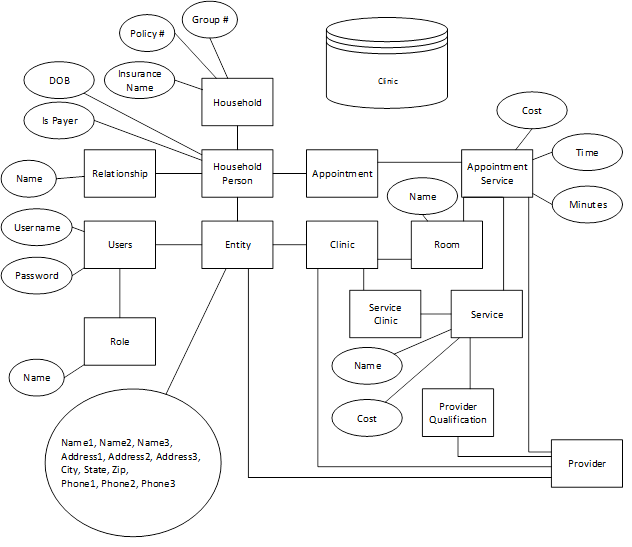 Group #
Policy #
Insurance
Name
DOB
Is Payer
Household
Clinic
Cost
Time
Minutes
Name
Relationship
Household
Person
Appointment
Appointment
Service
Name
Username
Password
Users
Entity
Clinic
Room
Service
Clinic
Service
Role
Name
Name
Cost
Provider
Qualification
Name1, Name2, Name3,
Address1, Address2, Address3,
City, State, Zip,
Phone1, Phone2, Phone3
Provider